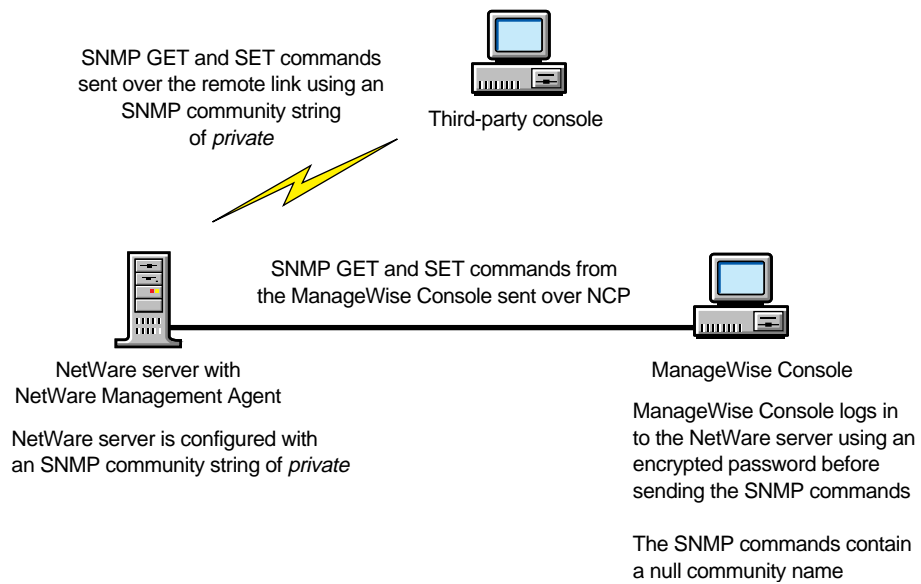 SNMP GET and SET commands
sent over the remote link using an
SNMP community string
of private
Third-party console
SNMP GET and SET commands from
the ManageWise Console sent over NCP
NetWare server with
NetWare Management Agent
NetWare server is configured with
an SNMP community string of private
ManageWise Console
ManageWise Console logs in
to the NetWare server using an
encrypted password before
sending the SNMP commands
The SNMP commands contain
a null community name